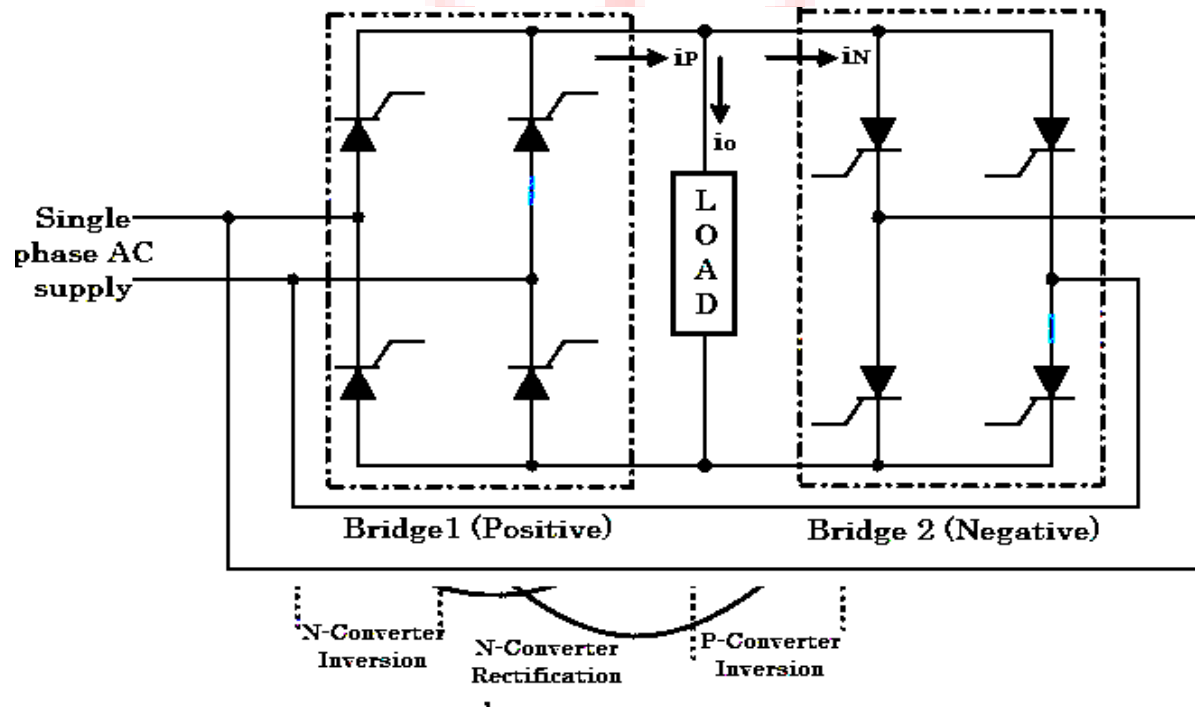 iP
iN
io
Single
phase AC
supply
L
O
A
D
Bridge1 (Positive)
Bridge 2 (Negative)
N-Converter
Inversion
N-Converter
Rectification
P-Converter
Inversion